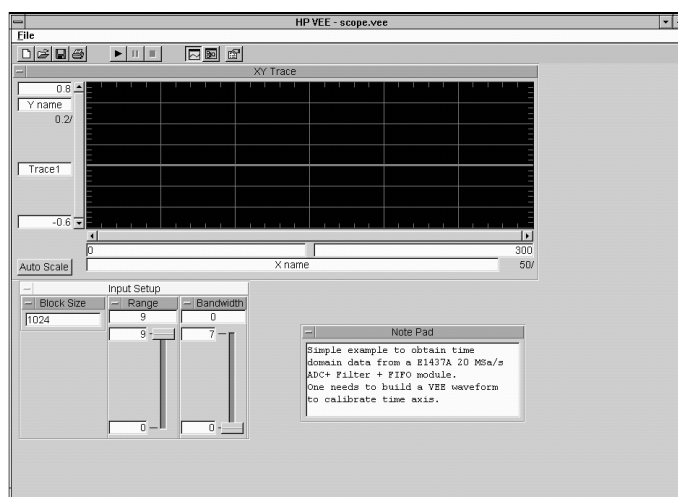 HP VEE - scope.vee
File
XY Trace
0.8
Y name
0.2/
Trace1
-0.6
0
300
Auto Scale
X name
50/
Input Setup
Block Size
Range
Bandwidth
1024
9
0
9
7
0
0
Note Pad
Simple example to obtain time
domain data from a E1437A 20 MSa/s
ADC+ Filter + FIFO module.
One needs to build a VEE waveform
to calibrate time axis.